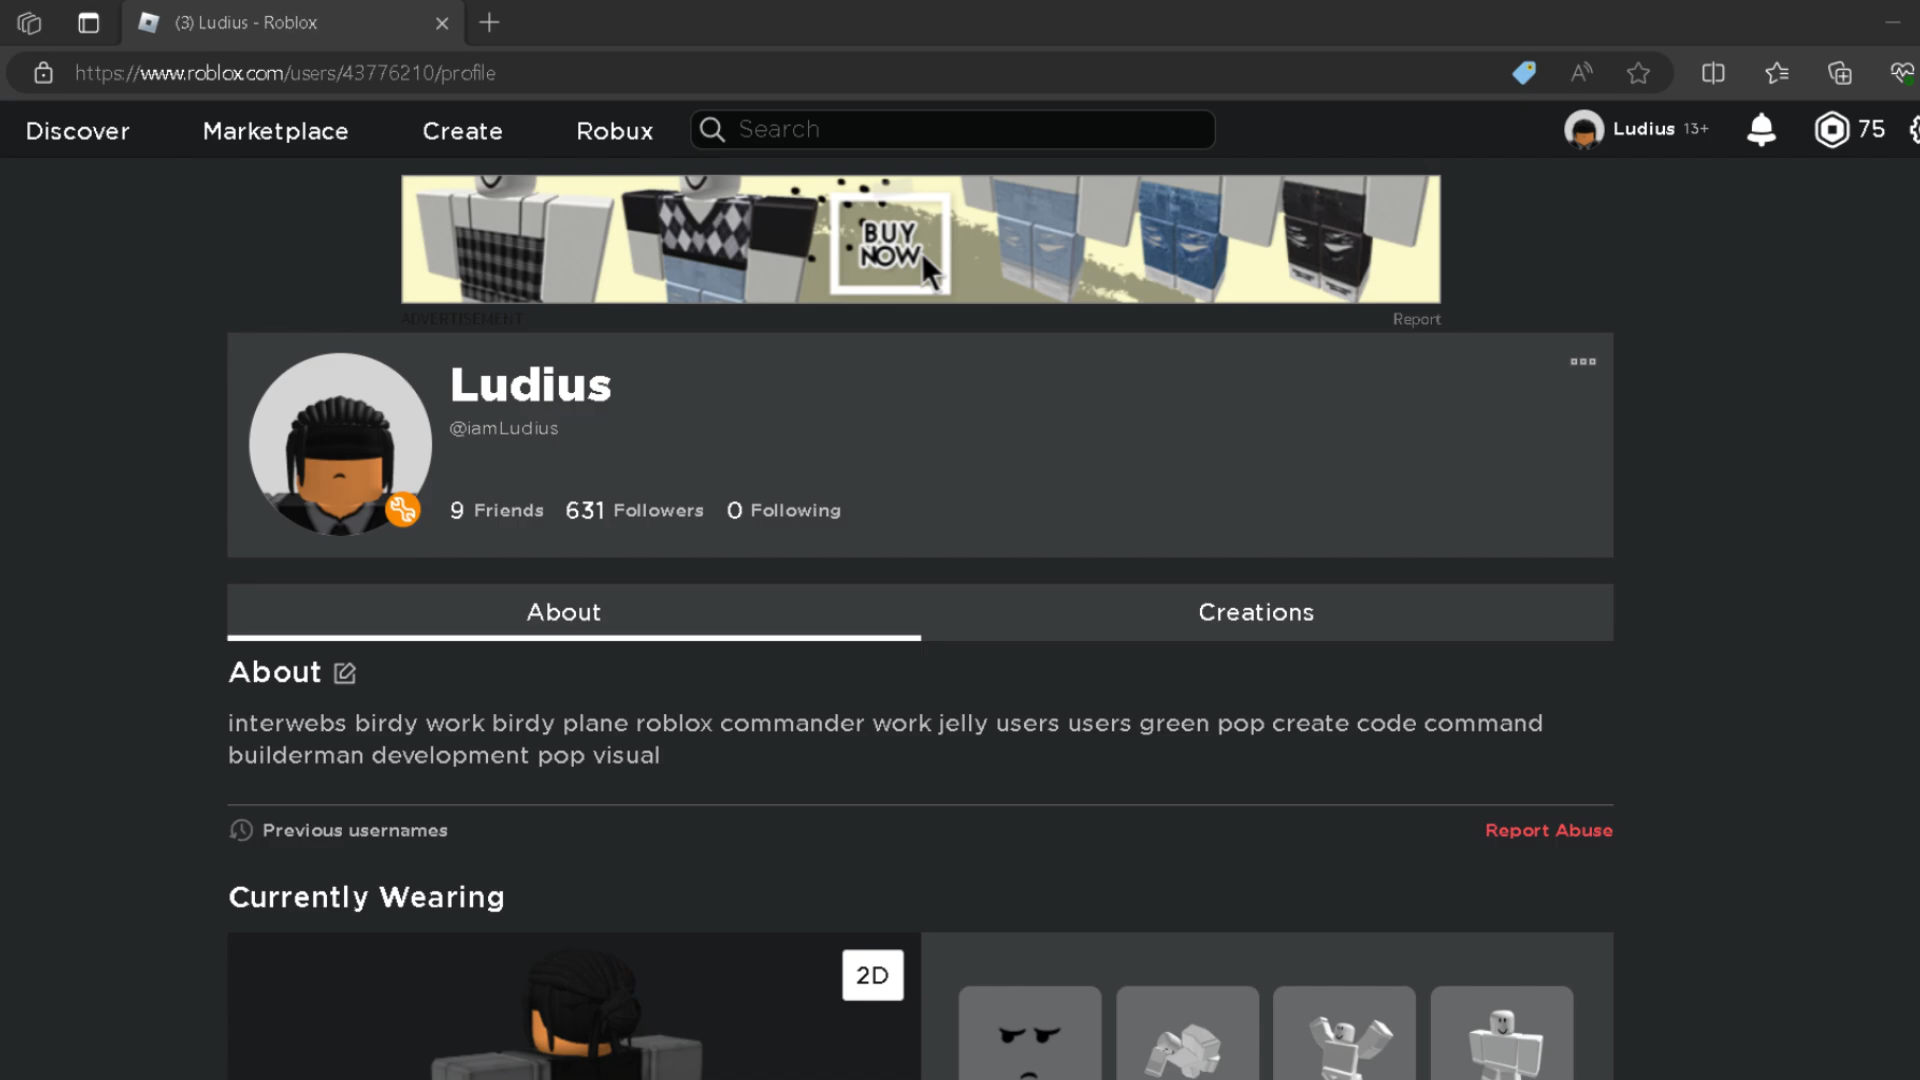 (3) Ludius - Roblox
https://www.roblox.com/users/43776210/profile
Discover Marketplace Create Robux Search Ludius 13+ 75
BUY
NOW
ADVERTISEMENT Report
Ludius
@iamLudius
9 Friends 631 Followers 0 Following
About Creations
About
interwebs birdy work birdy plane roblox commander work jelly users users green pop create code command
builderman development pop visual
Previous usernames Report Abuse
Currently Wearing
2D